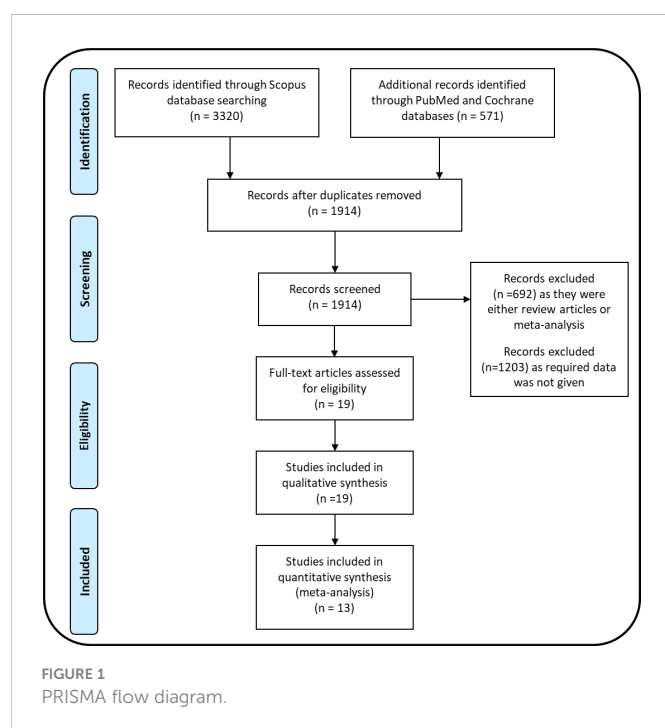 Identification
Records identified through Scopus
database searching
(n = 3320)
Additional records identified
through PubMed and Cochrane
databases (n = 571)
Records after duplicates removed
(n = 1914)
Screening
Records screened
(n = 1914)
Records excluded
(n =692) as they were
either review articles or
meta-analysis
Records excluded
(n=1203) as required data
was not given
Eligibility
Full-text articles assessed
for eligibility
(n = 19)
Studies included in
qualitative synthesis
(n =19)
Included
Studies included in
quantitative synthesis
(meta-analysis)
(n = 13)
FIGURE 1
PRISMA flow diagram.